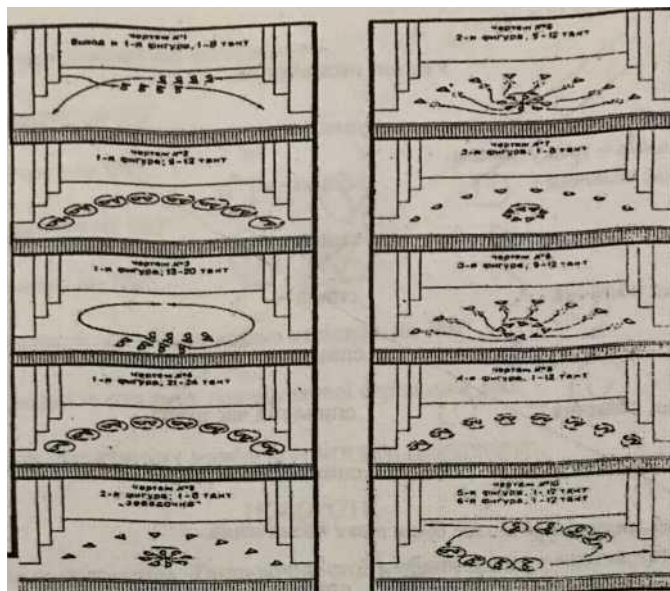 чертеж №1
Выход и 1-я фигура, 1-8 такт
чертеж №2
1-я фигура; 9-12 такт
чертеж №3
1-я фигура; 13-20 такт
чертеж №4
1-я фигура, 21-24 такт
чертеж №5
2-я фигура; 1-8 такт
„Звездочка"
чертеж №6
2-я фигура, 9-12 такт
чертеж №7
3-я фигура, 1-8 такт
чертеж №8
3-я фигура, 9-12 такт
чертеж №9
4-я фигура, 1-12 такт
чертеж №10
5-я фигура, 1-12 такт
6-я фигура, 1-12 такт